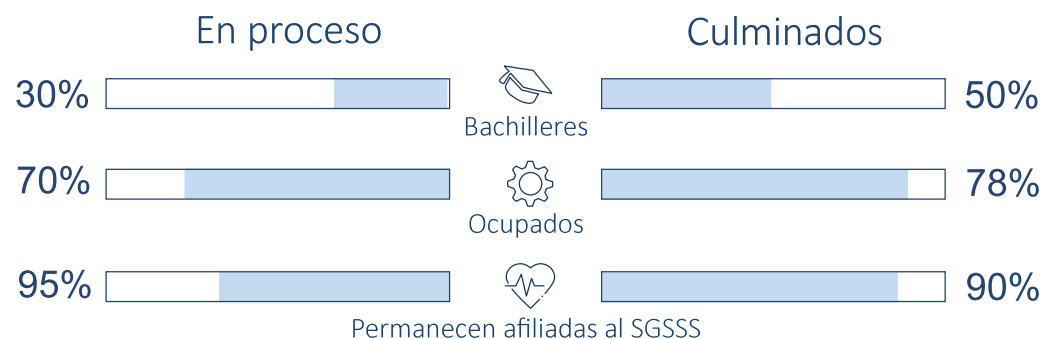 En proceso
Culminados
30%
50%
Bachilleres
70%
78%
Ocupados
95%
90%
Permanecen afiliadas al SGSSS